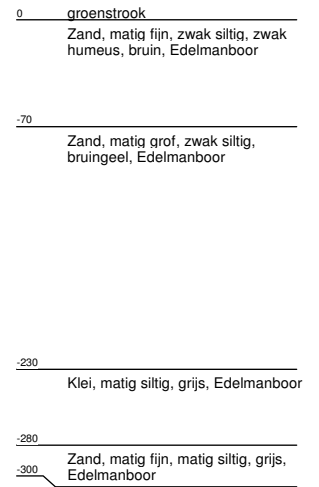 0 groenstrook
Zand, matig fijn, zwak siltig, zwak
humeus, bruin, Edelmanboor
-70
Zand, matig grof, zwak siltig,
bruingeel, Edelmanboor
-230
Klei, matig siltig, grijs, Edelmanboor
-280
Zand, matig fijn, matig siltig, grijs,
-300 Edelmanboor